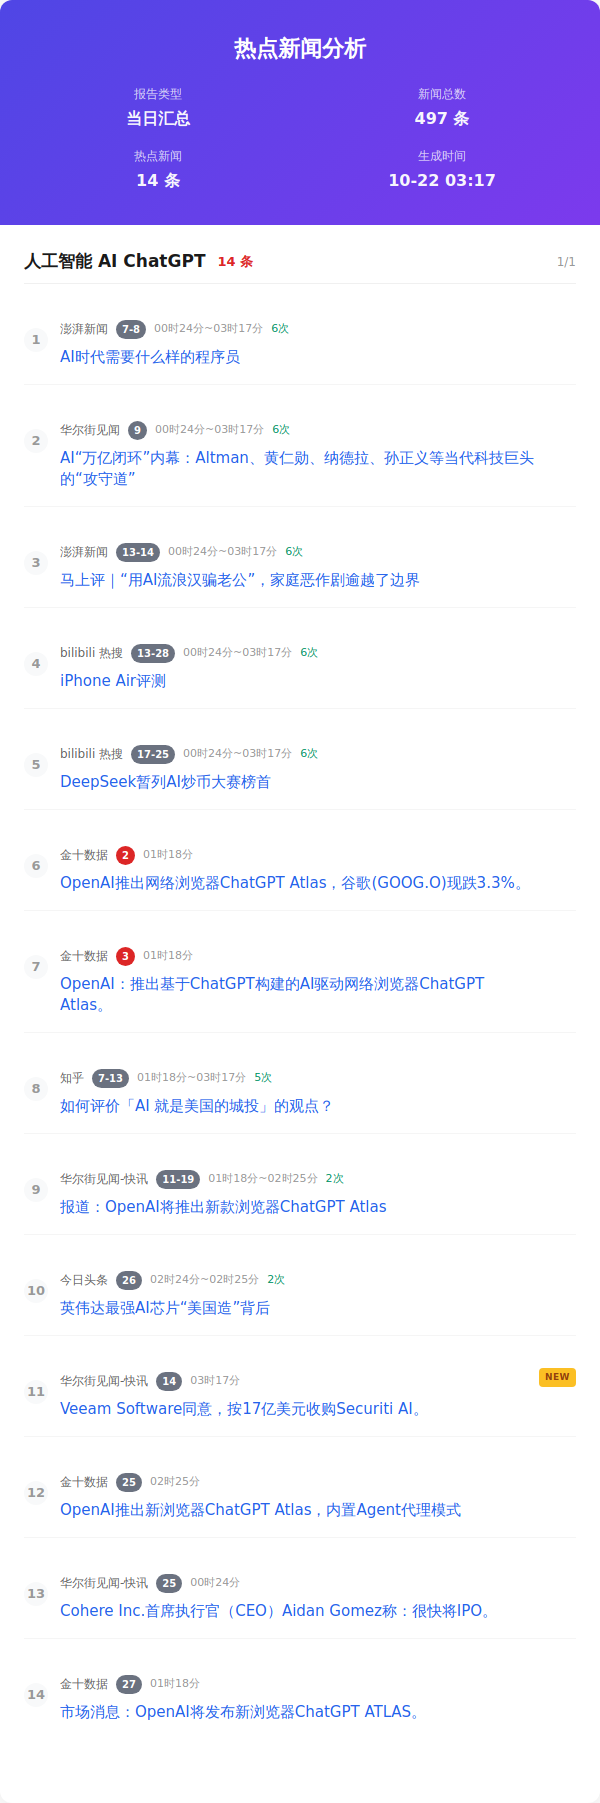 热点新闻分析
报告类型
当日汇总
新闻总数
497 条
热点新闻
14 条
生成时间
10-22 03:17
人工智能 AI ChatGPT 14 条 1/1
1
澎湃新闻 7-8 00时24分~03时17分 6次
AI时代需要什么样的程序员
2
华尔街见闻 9 00时24分~03时17分 6次
AI“万亿闭环”内幕：Altman、黄仁勋、纳德拉、孙正义等当代科技巨头
的“攻守道”
3
澎湃新闻 13-14 00时24分~03时17分 6次
马上评｜“用AI流浪汉骗老公”，家庭恶作剧逾越了边界
4
bilibili 热搜 13-28 00时24分~03时17分 6次
iPhone Air评测
5
bilibili 热搜 17-25 00时24分~03时17分 6次
DeepSeek暂列AI炒币大赛榜首
6
金十数据 2 01时18分
OpenAI推出网络浏览器ChatGPT Atlas，谷歌(GOOG.O)现跌3.3%。
7
金十数据 3 01时18分
OpenAI：推出基于ChatGPT构建的AI驱动网络浏览器ChatGPT
Atlas。
8
知乎 7-13 01时18分~03时17分 5次
如何评价「AI 就是美国的城投」的观点？
9
华尔街见闻-快讯 11-19 01时18分~02时25分 2次
报道：OpenAI将推出新款浏览器ChatGPT Atlas
10
今日头条 26 02时24分~02时25分 2次
英伟达最强AI芯片“美国造”背后
11
华尔街见闻-快讯 14 03时17分 NEW
Veeam Software同意，按17亿美元收购Securiti AI。
12
金十数据 25 02时25分
OpenAI推出新浏览器ChatGPT Atlas，内置Agent代理模式
13
华尔街见闻-快讯 25 00时24分
Cohere Inc.首席执行官（CEO）Aidan Gomez称：很快将IPO。
14
金十数据 27 01时18分
市场消息：OpenAI将发布新浏览器ChatGPT ATLAS。